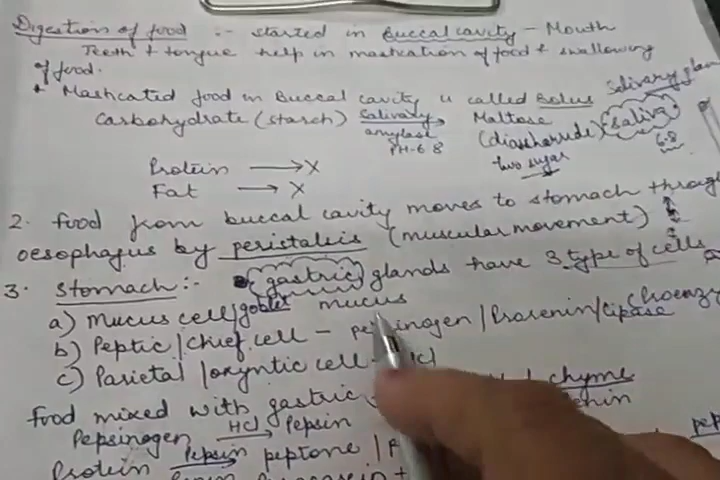 Digestion of food :- started in Buccal cavity - Mouth
Teeth + tongue help in mastication of food + swallowing
of food.
+ Masticated food in Buccal cavity is called Bolus
Salivary
Carbohydrate (starch) Salivary amylase → Maltose
PH-6.8 (diassharude) saliva
two sugar 6.8
Protein → X
Fat → X
2. food from buccal cavity moves to stomach through
oesophagus by peristalsis (muscular movement)
3. Stomach :- gastric glands have 3 type of cells
a) Mucus cell/goblet mucus
b) Peptic/chief cell - /Prorenin/Lipase
c) Parietal/oxyntic cell -
food mixed with gastric chyme
Pepsinogen HCl → Pepsin
Protein Pepsin → peptone /